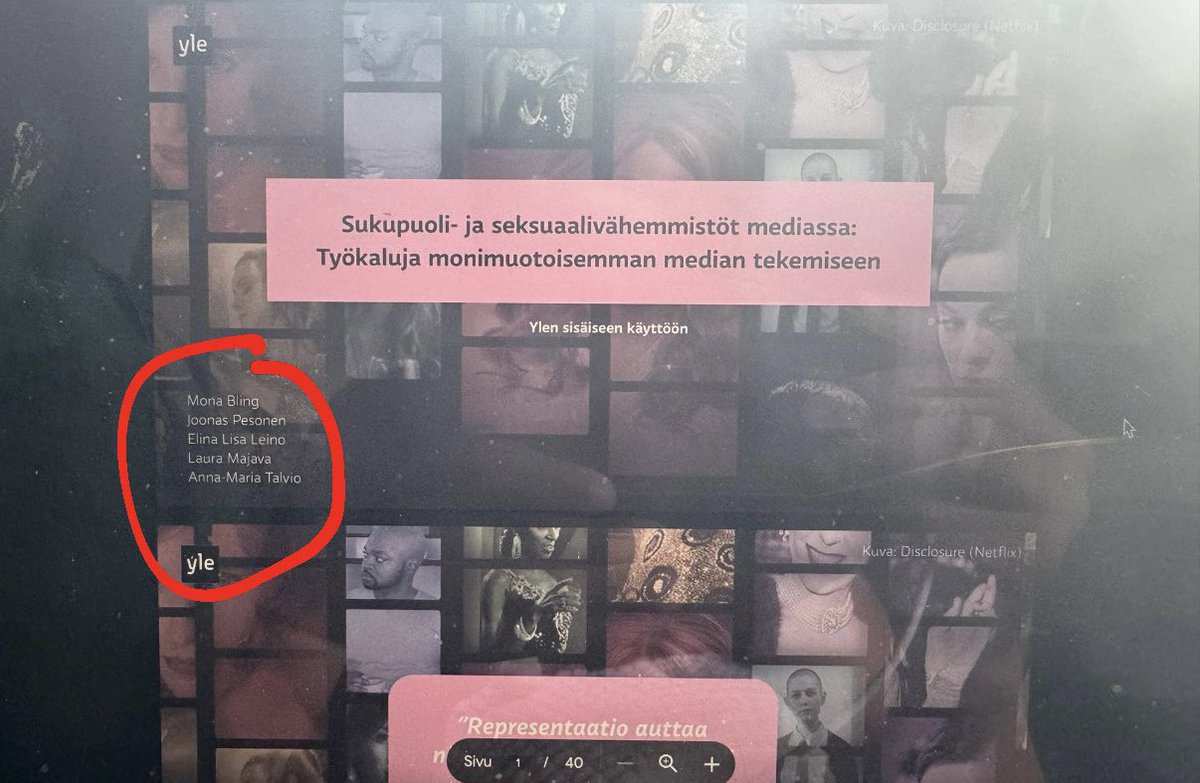 yle
Kuva: Disclosure (Netflix)
Sukupuoli- ja seksuaalivähemmistöt mediassa:
Työkaluja monimuotoisemman median tekemiseen
Ylen sisäiseen käyttöön
Mona Bling
Joonas Pesonen
Elina Lisa Leino
Laura Majava
Anna-Maria Talvio
yle
Kuva: Disclosure (Netflix)
"Representaatio auttaa
Sivu 1 / 40